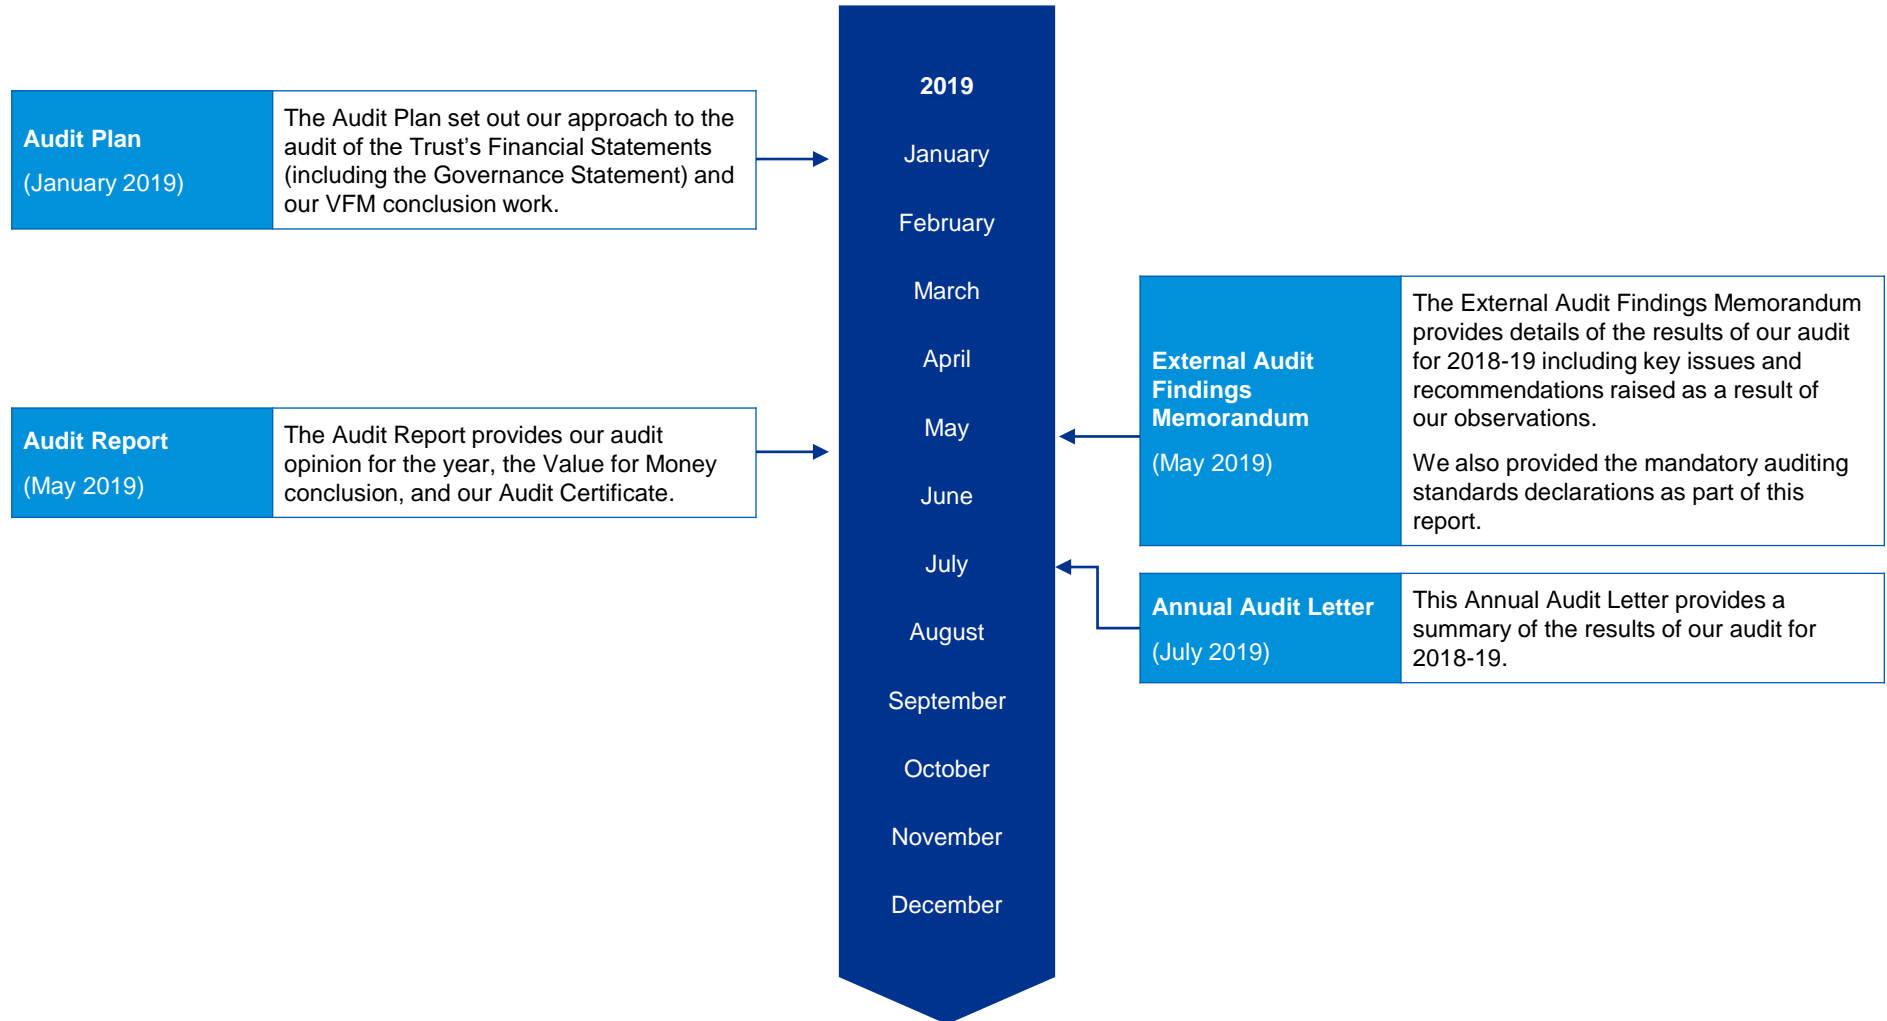 2019
January
February
March
April
May
June
July
August
September
October
November
December
Audit Plan
(January 2019)
The Audit Plan set out our approach to the
audit of the Trust’s Financial Statements
(including the Governance Statement) and
our VFM conclusion work.
Audit Report
(May 2019)
The Audit Report provides our audit
opinion for the year, the Value for Money
conclusion, and our Audit Certificate.
External Audit
Findings
Memorandum
(May 2019)
The External Audit Findings Memorandum
provides details of the results of our audit
for 2018-19 including key issues and
recommendations raised as a result of
our observations.
We also provided the mandatory auditing
standards declarations as part of this
report.
Annual Audit Letter
(July 2019)
This Annual Audit Letter provides a
summary of the results of our audit for
2018-19.